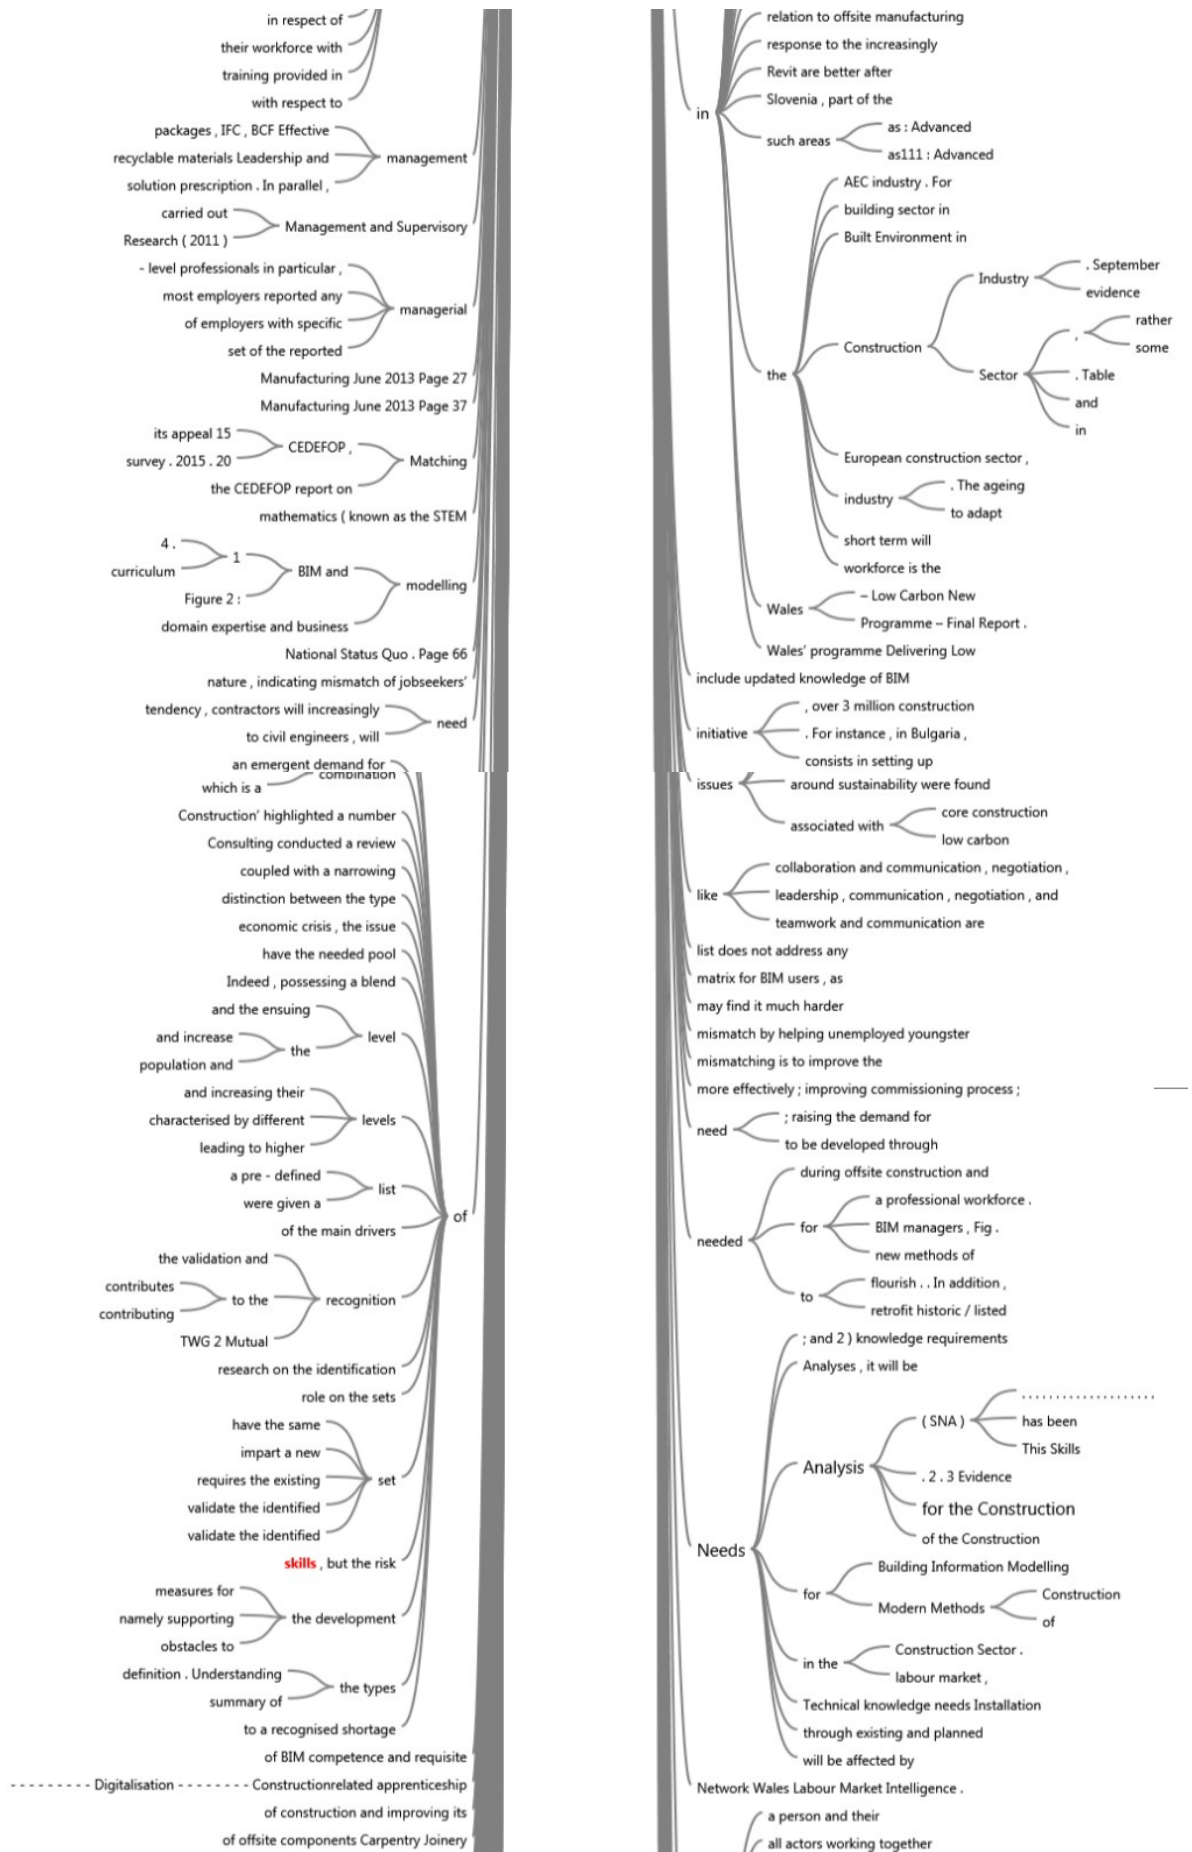 in respect of
their workforce with
training provided in
with respect to
packages , IFC , BCF Effective
recyclable materials Leadership and
solution prescription . In parallel ,
management
carried out
Research ( 2011 )
Management and Supervisory
- level professionals in particular ,
most employers reported any
of employers with specific
set of the reported
managerial
Manufacturing June 2013 Page 27
Manufacturing June 2013 Page 37
its appeal 15
survey . 2015 . 20
CEDEFOP ,
the CEDEFOP report on
Matching
mathematics ( known as the STEM
4 .
curriculum
1
Figure 2 :
BIM and
domain expertise and business
modelling
National Status Quo . Page 66
nature , indicating mismatch of jobseekers'
tendency , contractors will increasingly
to civil engineers , will
need
an emergent demand for
combination
which is a
Construction' highlighted a number
Consulting conducted a review
coupled with a narrowing
distinction between the type
economic crisis , the issue
have the needed pool
Indeed , possessing a blend
and the ensuing
and increase
population and
the
level
and increasing their
characterised by different
leading to higher
levels
a pre - defined
were given a
list
of the main drivers
of
the validation and
contributes
contributing
to the
TWG 2 Mutual
recognition
research on the identification
role on the sets
have the same
impart a new
requires the existing
validate the identified
validate the identified
set
skills , but the risk
measures for
namely supporting
obstacles to
the development
definition . Understanding
summary of
the types
to a recognised shortage
of BIM competence and requisite
- - - - - - - - - Digitalisation - - - - - - - - Constructionrelated apprenticeship
of construction and improving its
of offsite components Carpentry Joinery
relation to offsite manufacturing
response to the increasingly
Revit are better after
Slovenia , part of the
in
such areas
as : Advanced
as111 : Advanced
AEC industry . For
building sector in
Built Environment in
the
Construction
Industry
. September
evidence
Sector
,
rather
some
. Table
and
in
European construction sector ,
industry
. The ageing
to adapt
short term will
workforce is the
Wales
– Low Carbon New
Programme – Final Report .
Wales' programme Delivering Low
include updated knowledge of BIM
initiative
, over 3 million construction
. For instance , in Bulgaria ,
consists in setting up
issues
around sustainability were found
associated with
core construction
low carbon
like
collaboration and communication , negotiation ,
leadership , communication , negotiation , and
teamwork and communication are
list does not address any
matrix for BIM users , as
may find it much harder
mismatch by helping unemployed youngster
mismatching is to improve the
more effectively ; improving commissioning process ;
need
; raising the demand for
to be developed through
needed
during offsite construction and
for
a professional workforce .
BIM managers , Fig .
new methods of
to
flourish . . In addition ,
retrofit historic / listed
Needs
; and 2 ) knowledge requirements
Analyses , it will be
Analysis
( SNA )
. . . . . . . . . . . . . . . . . . .
has been
This Skills
. 2 . 3 Evidence
for the Construction
of the Construction
for
Building Information Modelling
Modern Methods
Construction
of
in the
Construction Sector .
labour market ,
Technical knowledge needs Installation
through existing and planned
will be affected by
Network Wales Labour Market Intelligence .
a person and their
all actors working together